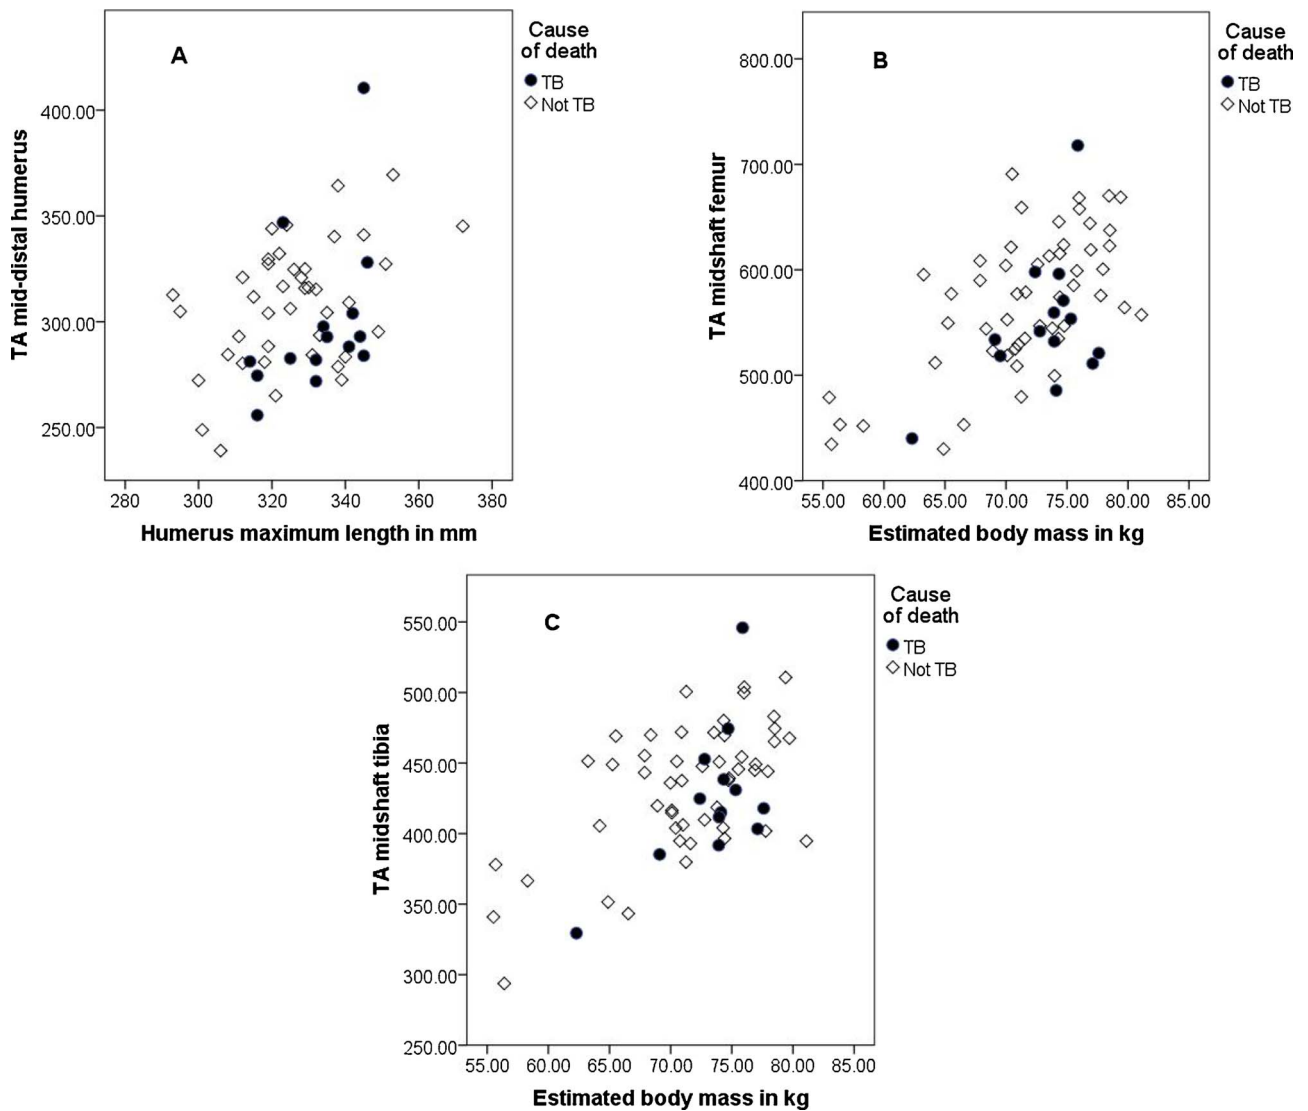 A
Cause
of death
TB
Not TB
TA mid-distal humerus
400.00
350.00
300.00
250.00
280 300 320 340 360 380
Humerus maximum length in mm
B
Cause
of death
TB
Not TB
TA midshaft femur
800.00
700.00
600.00
500.00
400.00
55.00 60.00 65.00 70.00 75.00 80.00 85.00
Estimated body mass in kg
C
Cause
of death
TB
Not TB
TA midshaft tibia
550.00
500.00
450.00
400.00
350.00
300.00
250.00
55.00 60.00 65.00 70.00 75.00 80.00 85.00
Estimated body mass in kg